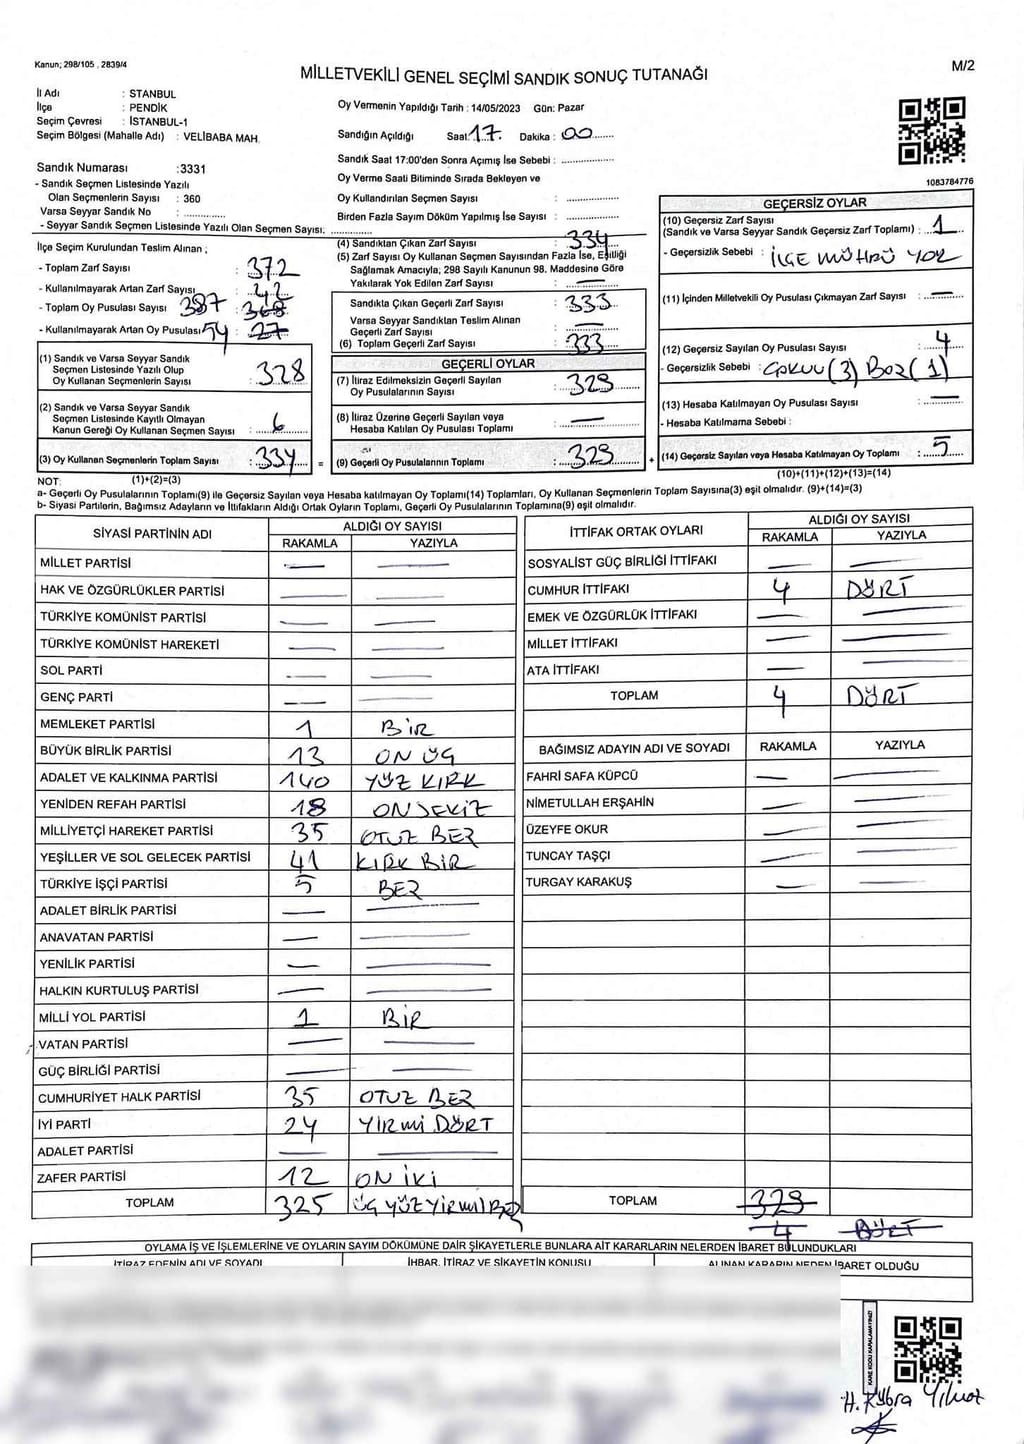 Kanun; 298/105 , 2839/4
MİLLETVEKİLİ GENEL SEÇİMİ SANDIK SONUÇ TUTANAĞI
M/2
İl Adı : STANBUL
İlçe : PENDİK
Seçim Çevresi : İSTANBUL-1
Seçim Bölgesi (Mahalle Adı) : VELİBABA MAH.
Oy Vermenin Yapıldığı Tarih : 14/05/2023 Gün: Pazar
Sandığın Açıldığı Saat: 17. Dakika : 00
Sandık Saat 17:00'den Sonra Açımış İse Sebebi :
Oy Verme Saati Bitiminde Sırada Bekleyen ve
Oy Kullandırılan Seçmen Sayısı :
Birden Fazla Sayım Döküm Yapılmış İse Sayısı :
1083784776
Sandık Numarası :3331
- Sandık Seçmen Listesinde Yazılı
Olan Seçmenlerin Sayısı : 360
Varsa Seyyar Sandık No :
- Seyyar Sandık Seçmen Listesinde Yazılı Olan Seçmen Sayısı:
İlçe Seçim Kurulundan Teslim Alınan ;
- Toplam Zarf Sayısı : 372
- Kullanılmayarak Artan Zarf Sayısı : 42
- Toplam Oy Pusulası Sayısı 387 : 368
- Kullanılmayarak Artan Oy Pusulası 54 : 27
(1) Sandık ve Varsa Seyyar Sandık
Seçmen Listesinde Yazılı Olup
Oy Kullanan Seçmenlerin Sayısı : 328
(2) Sandık ve Varsa Seyyar Sandık
Seçmen Listesinde Kayıtlı Olmayan
Kanun Gereği Oy Kullanan Seçmen Sayısı : 6
(3) Oy Kullanan Seçmenlerin Toplam Sayısı : 334 =
(4) Sandıktan Çıkan Zarf Sayısı : 334
(5) Zarf Sayısı Oy Kullanan Seçmen Sayısından Fazla İse, Eşitliği
Sağlamak Amacıyla; 298 Sayılı Kanunun 98. Maddesine Göre
Yakılarak Yok Edilen Zarf Sayısı : —
Sandıkta Çıkan Geçerli Zarf Sayısı : 333
Varsa Seyyar Sandıktan Teslim Alınan
Geçerli Zarf Sayısı : —
(6) Toplam Geçerli Zarf Sayısı : 333
GEÇERLİ OYLAR
(7) İtiraz Edilmeksizin Geçerli Sayılan
Oy Pusulalarının Sayısı : 329
(8) İtiraz Üzerine Geçerli Sayılan veya
Hesaba Katılan Oy Pusulası Toplamı : —
(9) Geçerli Oy Pusulalarının Toplamı : 329 +
GEÇERSİZ OYLAR
(10) Geçersiz Zarf Sayısı
(Sandık ve Varsa Seyyar Sandık Geçersiz Zarf Toplamı) : 1
- Geçersizlik Sebebi : İLÇE MÜHRÜ YOK
(11) İçinden Milletvekili Oy Pusulası Çıkmayan Zarf Sayısı : —
(12) Geçersiz Sayılan Oy Pusulası Sayısı : 4
- Geçersizlik Sebebi : ÇOKLU (3) BOŞ (1)
(13) Hesaba Katılmayan Oy Pusulası Sayısı : —
- Hesaba Katılmama Sebebi :
(14) Geçersiz Sayılan veya Hesaba Katılmayan Oy Toplamı : 5
NOT: (1)+(2)=(3) (10)+(11)+(12)+(13)=(14)
a- Geçerli Oy Pusulalarının Toplamı(9) ile Geçersiz Sayılan veya Hesaba katılmayan Oy Toplamı(14) Toplamları, Oy Kullanan Seçmenlerin Toplam Sayısına(3) eşit olmalıdır. (9)+(14)=(3)
b- Siyasi Partilerin, Bağımsız Adayların ve İttifakların Aldığı Oyların Toplamı, Geçerli Oy Pusulalarının Toplamına(9) eşit olmalıdır.
SİYASİ PARTİNİN ADI ALDIĞI OY SAYISI
RAKAMLA YAZIYLA
MİLLET PARTİSİ — —
HAK VE ÖZGÜRLÜKLER PARTİSİ — —
TÜRKİYE KOMÜNİST PARTİSİ — —
TÜRKİYE KOMÜNİST HAREKETİ — —
SOL PARTİ — —
GENÇ PARTİ — —
MEMLEKET PARTİSİ 1 BİR
BÜYÜK BİRLİK PARTİSİ 13 ON ÜÇ
ADALET VE KALKINMA PARTİSİ 140 YÜZ KIRK
YENİDEN REFAH PARTİSİ 18 ONSEKİZ
MİLLİYETÇİ HAREKET PARTİSİ 35 OTUZ BEŞ
YEŞİLLER VE SOL GELECEK PARTİSİ 41 KIRK BİR
TÜRKİYE İŞÇİ PARTİSİ 5 BEŞ
ADALET BİRLİK PARTİSİ — —
ANAVATAN PARTİSİ — —
YENİLİK PARTİSİ — —
HALKIN KURTULUŞ PARTİSİ — —
MİLLİ YOL PARTİSİ 1 BİR
VATAN PARTİSİ — —
GÜÇ BİRLİĞİ PARTİSİ — —
CUMHURİYET HALK PARTİSİ 35 OTUZ BEŞ
İYİ PARTİ 24 YİRMİ DÖRT
ADALET PARTİSİ — —
ZAFER PARTİSİ 12 ON İKİ
TOPLAM 325 ÜÇ YÜZ YİRMİ BEŞ
İTTİFAK ORTAK OYLARI ALDIĞI OY SAYISI
RAKAMLA YAZIYLA
SOSYALİST GÜÇ BİRLİĞİ İTTİFAKI — —
CUMHUR İTTİFAKI 4 DÖRT
EMEK VE ÖZGÜRLÜK İTTİFAKI — —
MİLLET İTTİFAKI — —
ATA İTTİFAKI — —
TOPLAM 4 DÖRT
BAĞIMSIZ ADAYIN ADI VE SOYADI RAKAMLA YAZIYLA
FAHRİ SAFA KÜPCÜ — —
NİMETULLAH ERŞAHİN — —
ÜZEYFE OKUR — —
TUNCAY TAŞÇI — —
TURGAY KARAKUŞ — —
TOPLAM 329
4 DÖRT
OYLAMA İŞ VE İŞLEMLERİNE VE OYLARIN SAYIM DÖKÜMÜNE DAİR ŞİKAYETLERLE BUNLARA AİT KARARLARIN NELERDEN İBARET BULUNDUKLARI
İTİRAZ EDENİN ADI VE SOYADI İHBAR, İTİRAZ VE ŞİKAYETİN KONUSU ALINAN KARARIN NEDEN İBARET OLDUĞU
H. Kübra Yılmaz